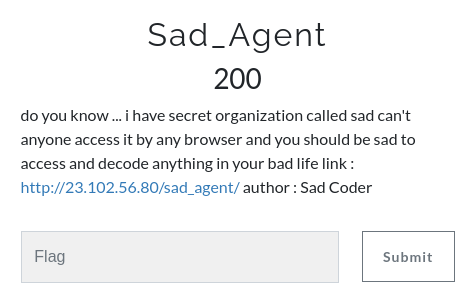 Sad_Agent
200
do you know ... i have secret organization called sad can't
anyone access it by any browser and you should be sad to
access and decode anything in your bad life link :
http://23.102.56.80/sad_agent/ author : Sad Coder
Flag
Submit